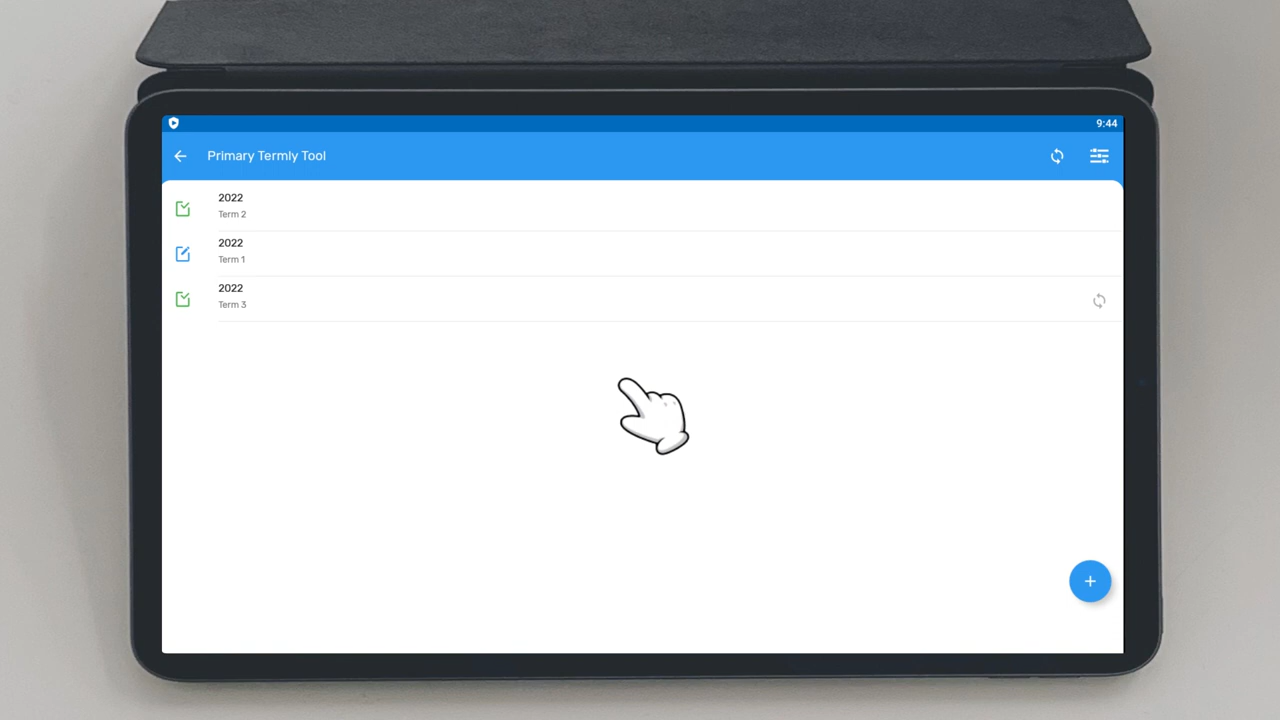 9:44
Primary Termly Tool
2022
Term 2
2022
Term 1
2022
Term 3